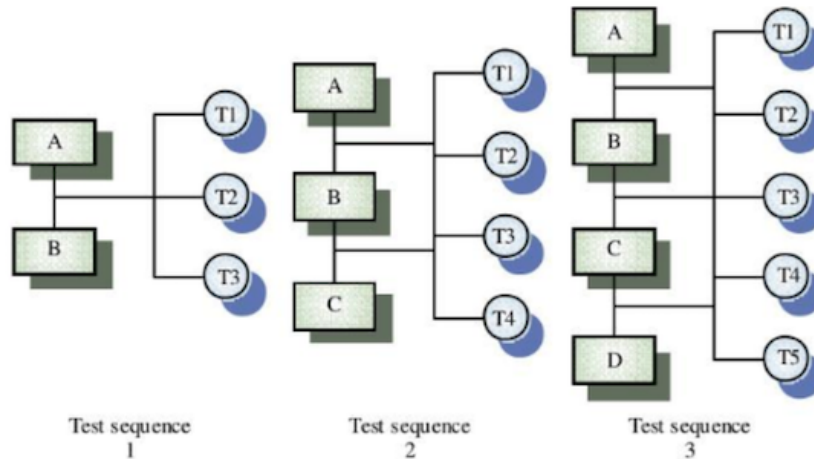 A
B
T1
T2
T3
Test sequence
1
A
B
C
T1
T2
T3
T4
Test sequence
2
A
B
C
D
T1
T2
T3
T4
T5
Test sequence
3